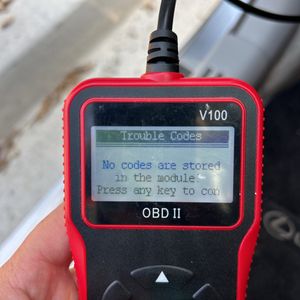 V100
Trouble Codes
No codes are stored
in the module
Press any key to con
OBD II